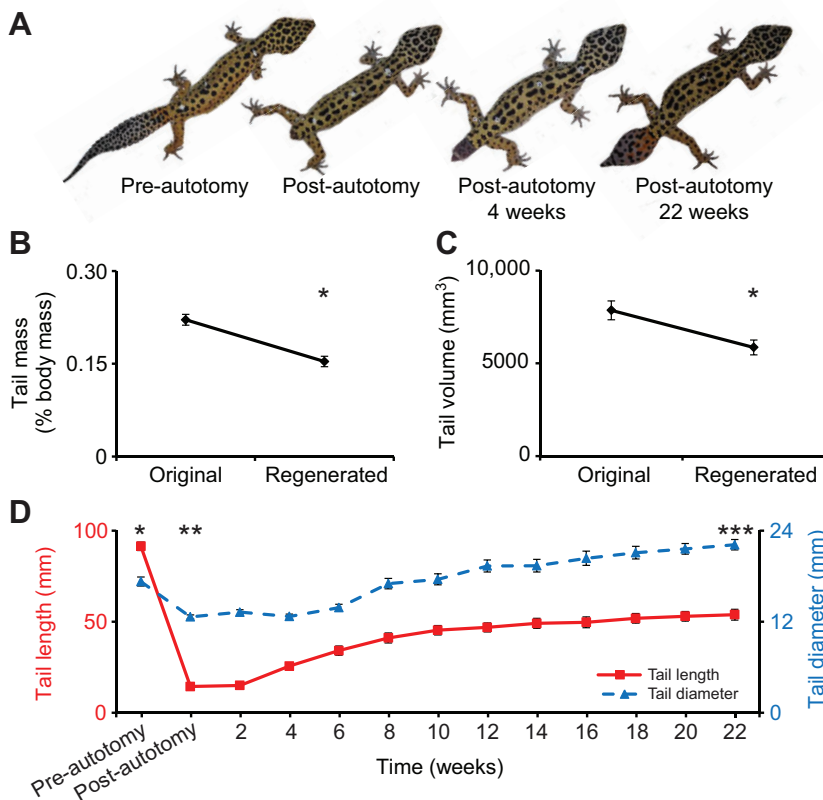 A
Pre-autotomy
Post-autotomy
Post-autotomy
4 weeks
Post-autotomy
22 weeks
B
Tail mass
(% body mass)
0.30
0.15
0
*
Original
Regenerated
C
Tail volume (mm³)
10,000
5000
0
*
Original
Regenerated
D
Tail length (mm)
100
50
0
*
**
***
24
12
0
Tail diameter (mm)
Tail length
Tail diameter
Pre-autotomy
Post-autotomy
2 4 6 8 10 12 14 16 18 20 22
Time (weeks)